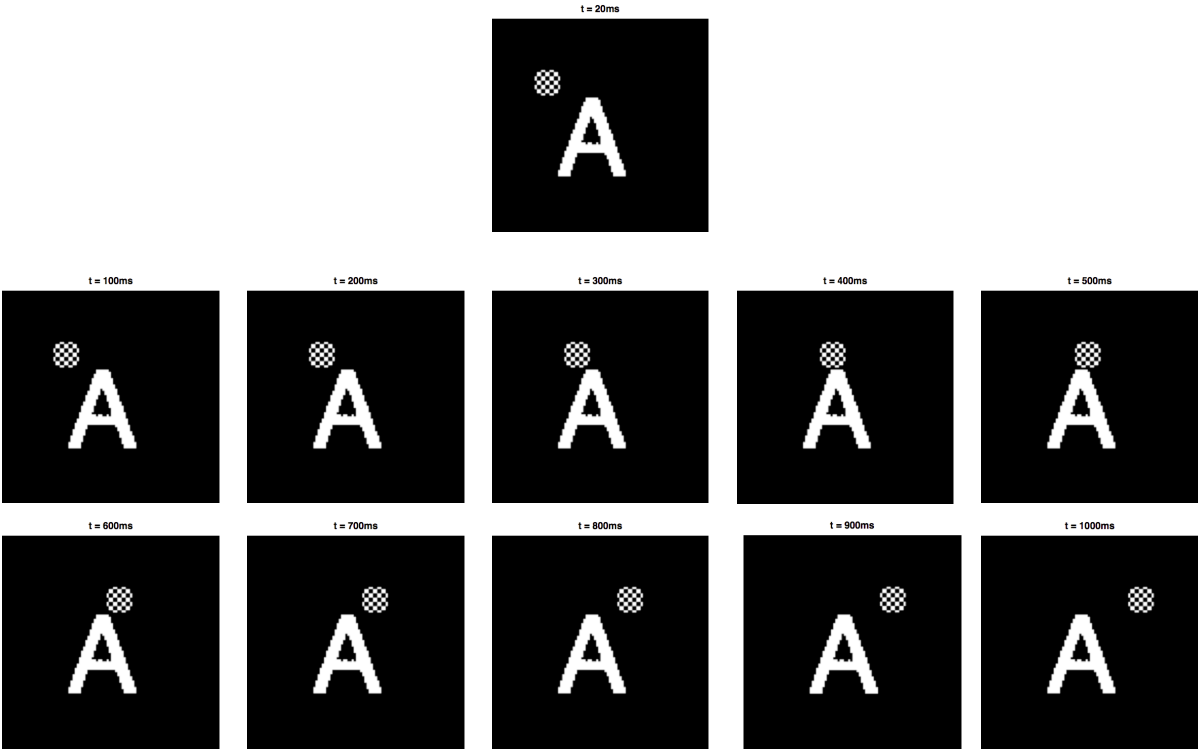 t = 20ms
A
t = 100ms t = 200ms t = 300ms t = 400ms t = 500ms
A A A A A
t = 600ms t = 700ms t = 800ms t = 900ms t = 1000ms
A A A A A